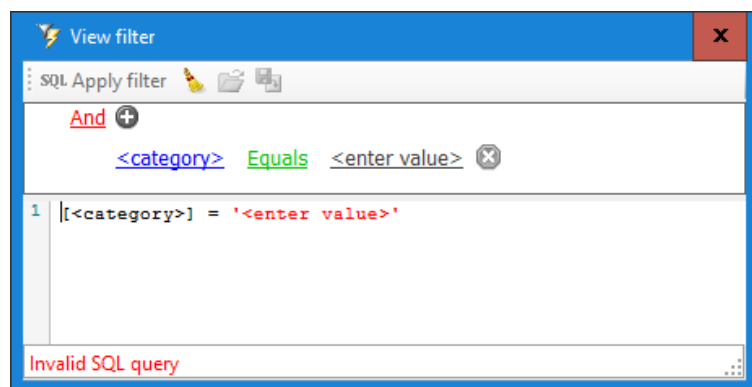 View filter
x
SQL Apply filter
And
<category> Equals <enter value>
1 [<category>] = '<enter value>'
Invalid SQL query